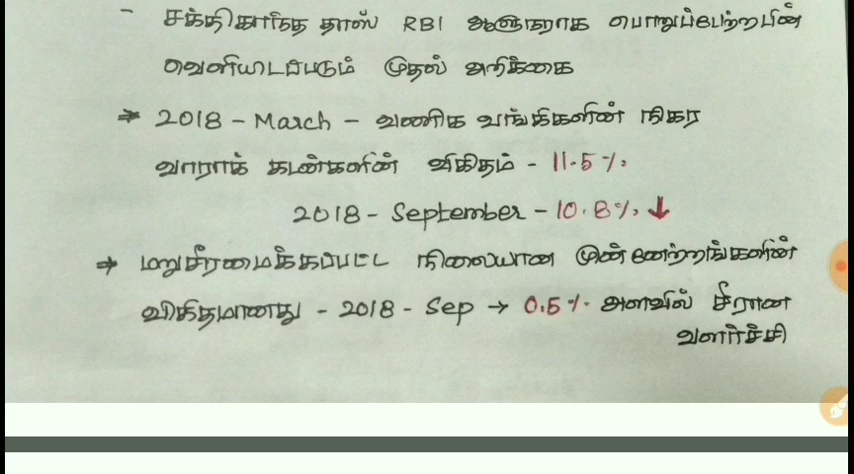 - சக்திகாந்த தாஸ் RBI ஆளுநராக பொறுப்பேற்றபின்
வெளியிடப்படும் முதல் அறிக்கை
→ 2018 - March - வணிக வங்கிகளின் நிகர
வாராக் கடன்களின் விகிதம் - 11.5%
2018 - September - 10.8% ↓
→ மறுசீரமைக்கப்பட்ட நிலையான முன்னேற்றங்களின்
விகிதமானது - 2018 - Sep → 0.5% அளவில் சீரான
வளர்ச்சி